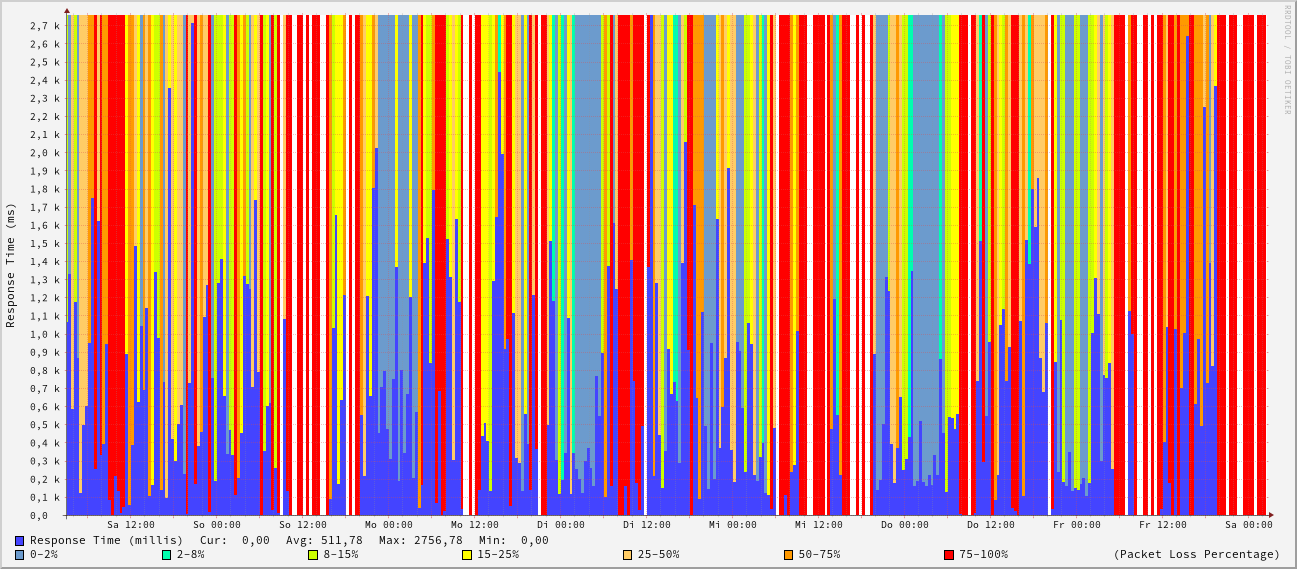 RRDTOOL / TOBI OETIKER
Response Time (ms)
2,7 k
2,6 k
2,5 k
2,4 k
2,3 k
2,2 k
2,1 k
2,0 k
1,9 k
1,8 k
1,7 k
1,6 k
1,5 k
1,4 k
1,3 k
1,2 k
1,1 k
1,0 k
0,9 k
0,8 k
0,7 k
0,6 k
0,5 k
0,4 k
0,3 k
0,2 k
0,1 k
0,0
Sa 12:00 So 00:00 So 12:00 Mo 00:00 Mo 12:00 Di 00:00 Di 12:00 Mi 00:00 Mi 12:00 Do 00:00 Do 12:00 Fr 00:00 Fr 12:00 Sa 00:00
Response Time (millis) Cur: 0,00 Avg: 511,78 Max: 2756,78 Min: 0,00
0-2% 2-8% 8-15% 15-25% 25-50% 50-75% 75-100% (Packet Loss Percentage)